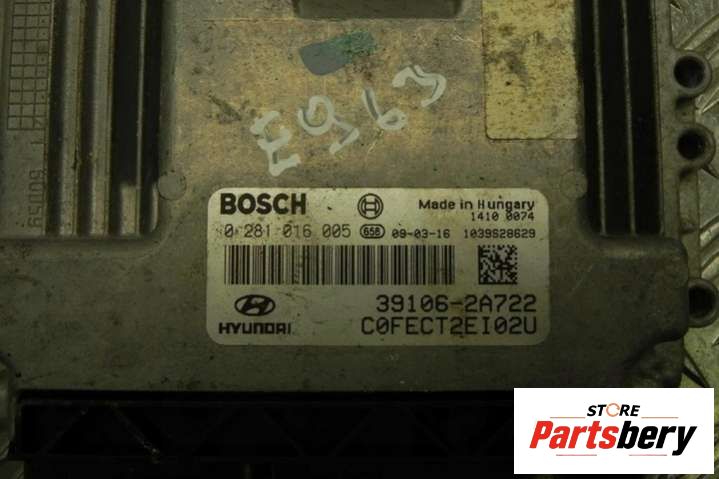 E963
BOSCH
Made in Hungary
1410 0074
0 281 016 005 658 09-03-16 1039S28629
39106-2A722
HYUNDAI
C0FECT2EI02U
STORE
Partsbery